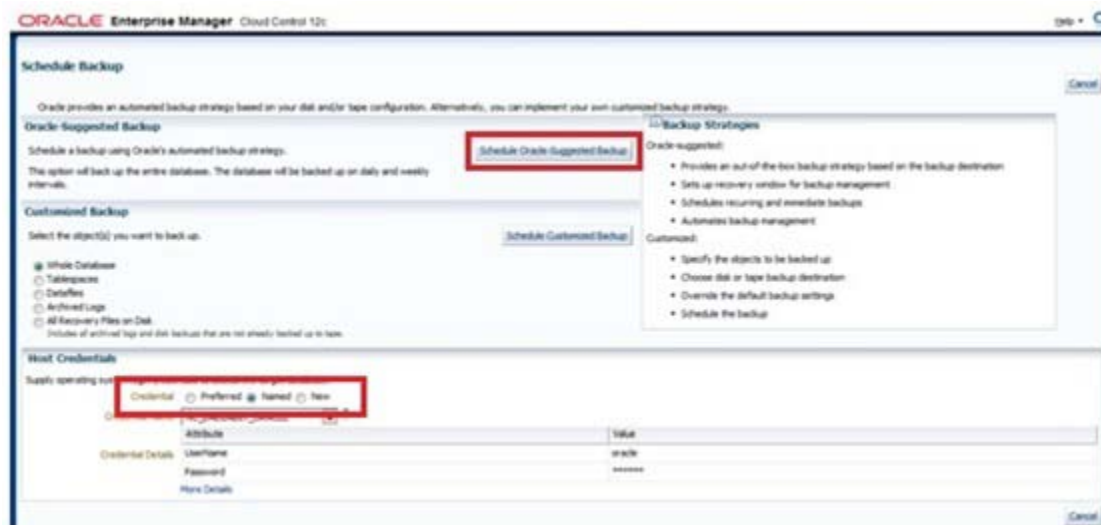 ORACLE Enterprise Manager Cloud Control 12c
Help
Schedule Backup
Cancel
Oracle provides an automated backup strategy based on your disk and/or tape configuration. Alternatively, you can implement your own customized backup strategy.
Oracle-Suggested Backup
Schedule a backup using Oracle's automated backup strategy.
Schedule Oracle-Suggested Backup
This option will back up the entire database. The database will be backed up on daily and weekly
intervals.
Customized Backup
Select the object(s) you want to back up.
Schedule Customized Backup
Whole Database
Tablespaces
Datafiles
Archived Logs
All Recovery Files on Disk
Includes all archived logs and disk backups that are not already backed up to tape.
Backup Strategies
Oracle-suggested:
• Provides an out-of-the-box backup strategy based on the backup destination
• Sets up recovery window for backup management
• Schedules recurring and immediate backups
• Automates backup management
Customized:
• Specify the objects to be backed up
• Choose disk or tape backup destination
• Override the default backup settings
• Schedule the backup
Host Credentials
Supply operating
Credential Preferred Named New
Attribute Value
Credential Details UserName oracle
Password ******
More Details
Cancel